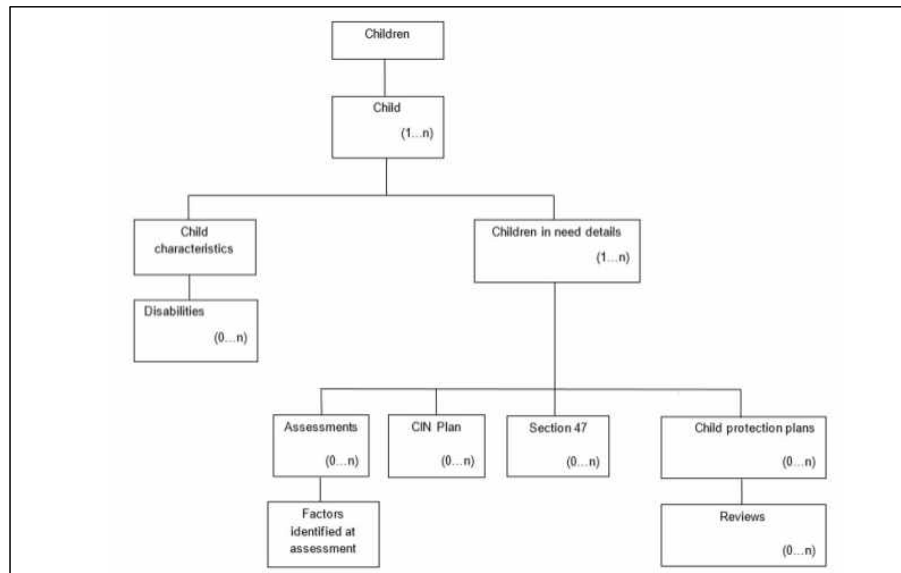 Children
Child
(1...n)
Child
characteristics
Children in need details
(1...n)
Disabilities
(0...n)
Assessments
(0...n)
CIN Plan
(0...n)
Section 47
(0...n)
Child protection plans
(0...n)
Factors
identified at
assessment
Reviews
(0...n)